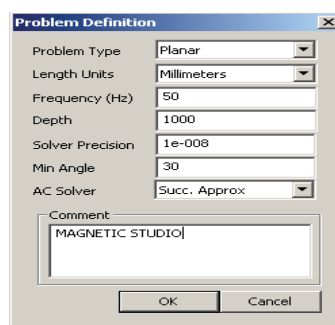 Problem Definition
Problem Type Planar
Length Units Millimeters
Frequency (Hz) 50
Depth 1000
Solver Precision 1e-008
Min Angle 30
AC Solver Succ. Approx
Comment
MAGNETIC STUDIO
OK Cancel